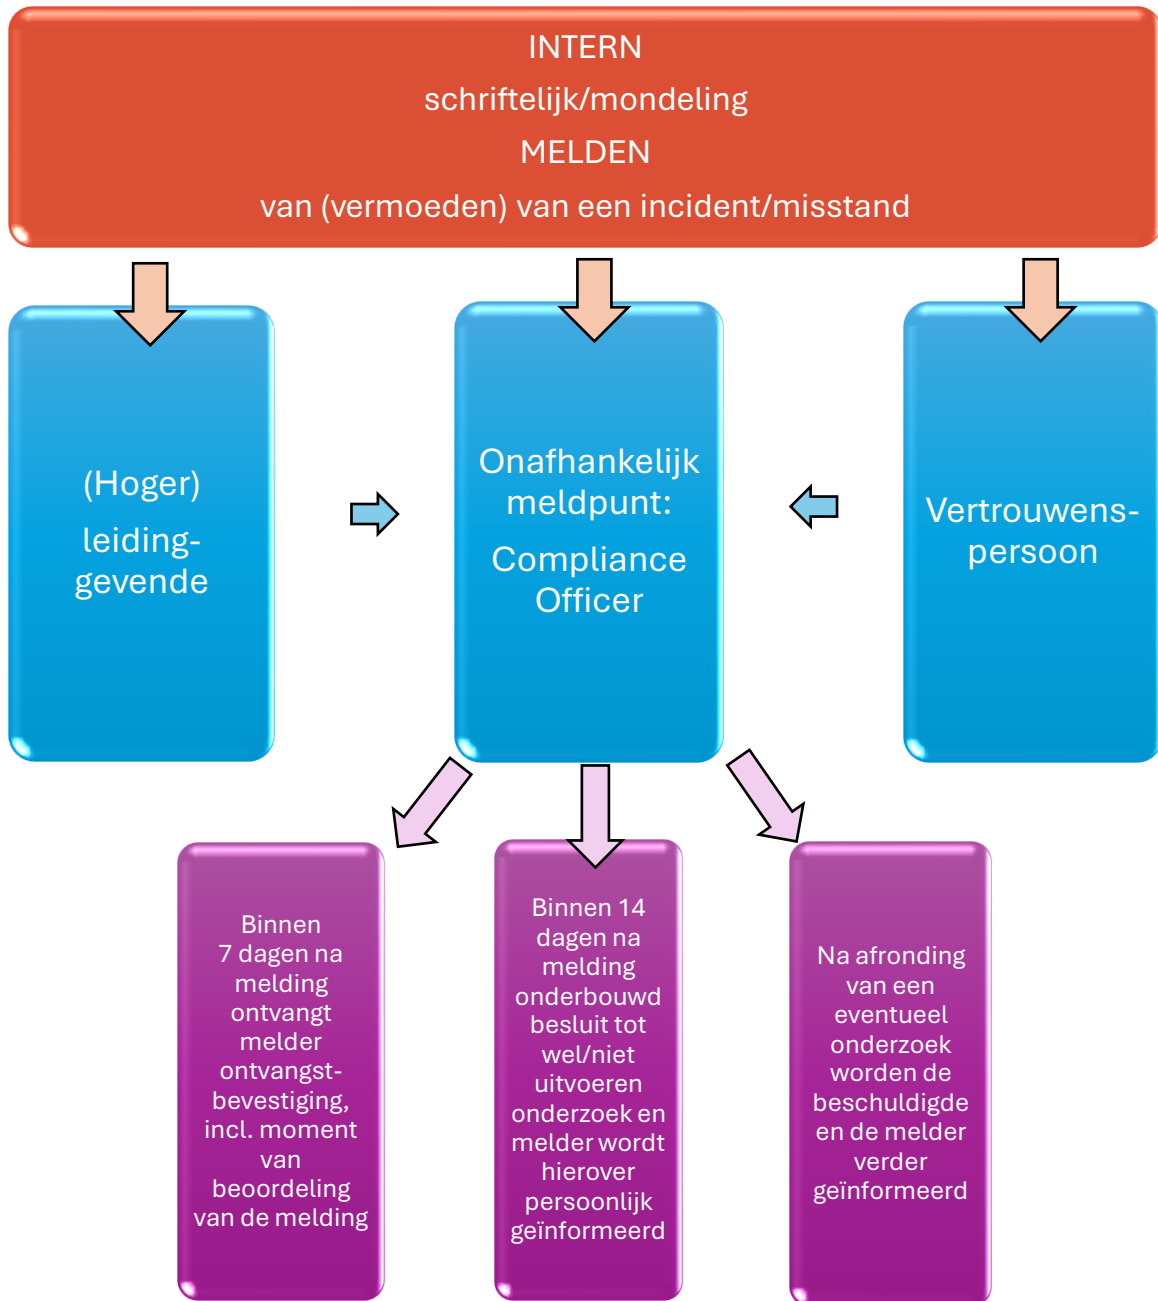 INTERN
schriftelijk/mondeling
MELDEN
van (vermoeden) van een incident/misstand
(Hoger)
leiding-
gevende
Onafhankelijk
meldpunt:
Compliance
Officer
Vertrouwens-
persoon
Binnen
7 dagen na
melding
ontvangt
melder
ontvangst-
bevestiging,
incl. moment
van
beoordeling
van de melding
Binnen 14
dagen na
melding
onderbouwd
besluit tot
wel/niet
uitvoeren
onderzoek en
melder wordt
hierover
persoonlijk
geïnformeerd
Na afronding
van een
eventueel
onderzoek
worden de
beschuldigde
en de melder
verder
geïnformeerd